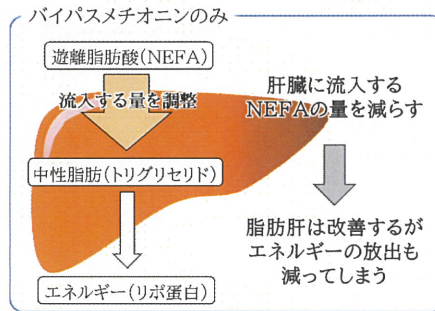 バイパスメチオニンのみ
遊離脂肪酸(NEFA)
流入する量を調整
中性脂肪(トリグリセリド)
エネルギー(リポ蛋白)
肝臓に流入する
NEFAの量を減らす
脂肪肝は改善するが
エネルギーの放出も
減ってしまう